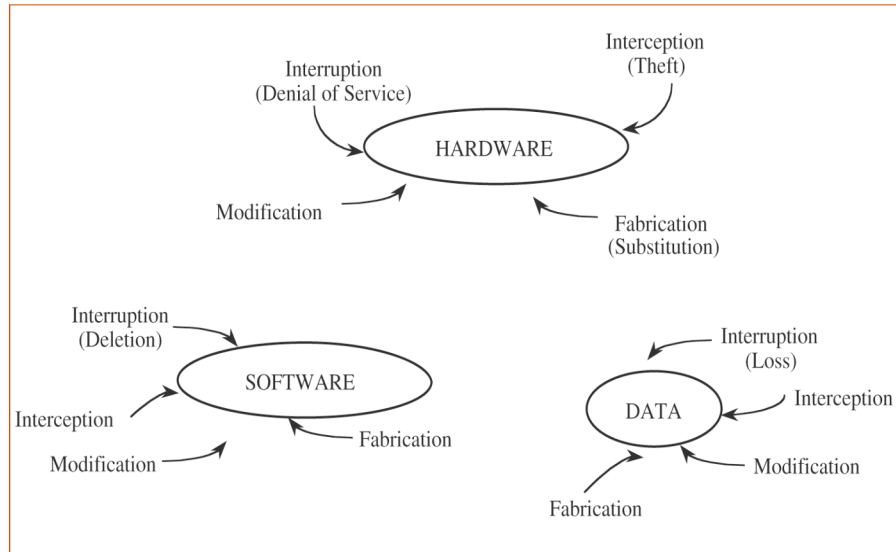 Interception
(Theft)
Interruption
(Denial of Service)
HARDWARE
Modification
Fabrication
(Substitution)
Interruption
(Deletion)
SOFTWARE
Interception
Fabrication
Modification
Interruption
(Loss)
Interception
DATA
Modification
Fabrication